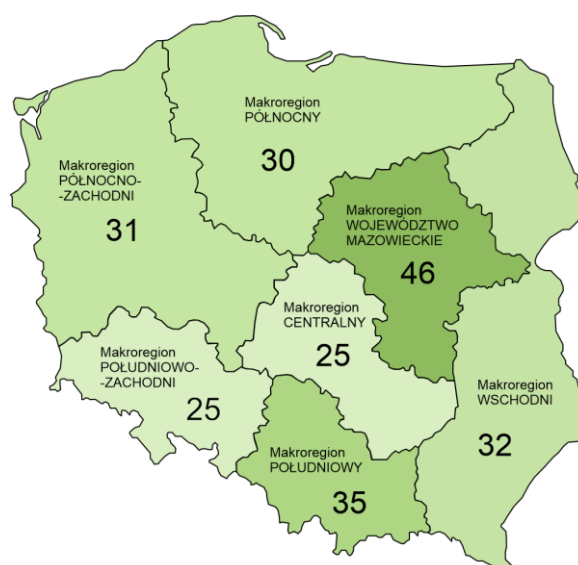 Makroregion
PÓŁNOCNY
30
Makroregion
PÓŁNOCNO-
-ZACHODNI
31
Makroregion
WOJEWÓDZTWO
MAZOWIECKIE
46
Makroregion
CENTRALNY
25
Makroregion
POŁUDNIOWO-
-ZACHODNI
25
Makroregion
WSCHODNI
32
Makroregion
POŁUDNIOWY
35